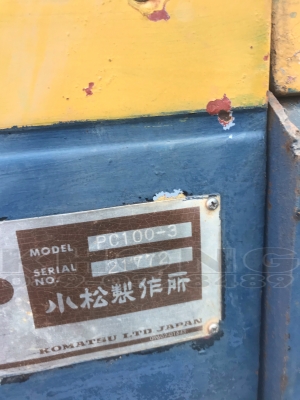 MODEL PC100-3
SERIAL NO. 21772
小松製作所
KOMATSU LTD JAPAN